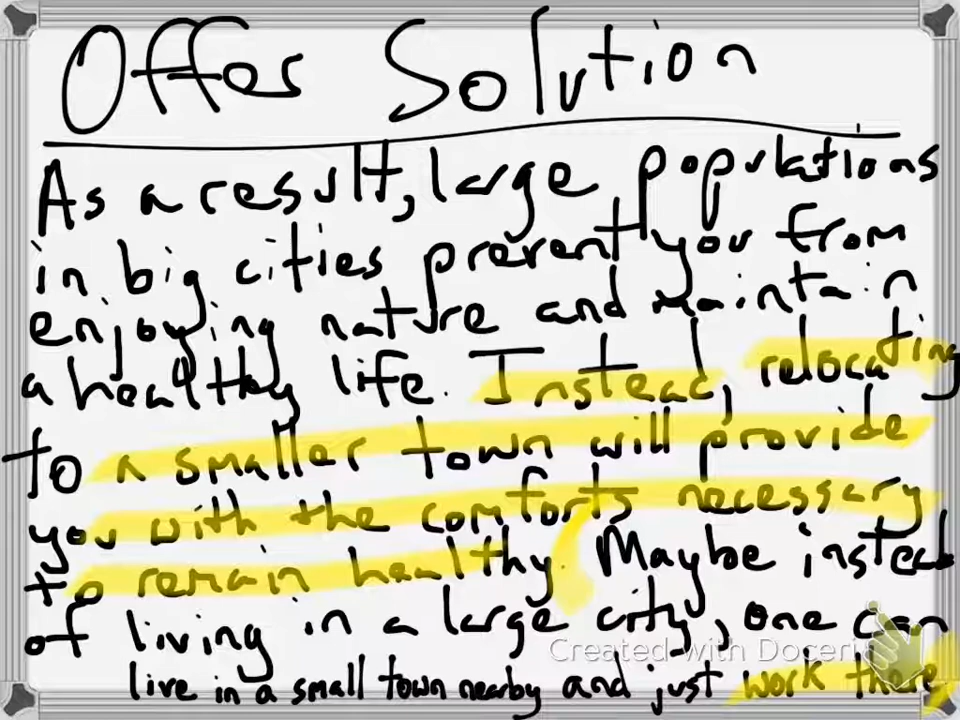 Offer Solution
As a result, large populations
in big cities prevent you from
enjoying nature and maintain
a healthy life. Instead, relocating
to a smaller town will provide
you with the comforts necessary
to remain healthy. Maybe instead
of living in a large city, one can
live in a small town nearby and just work there
Created with Doceri